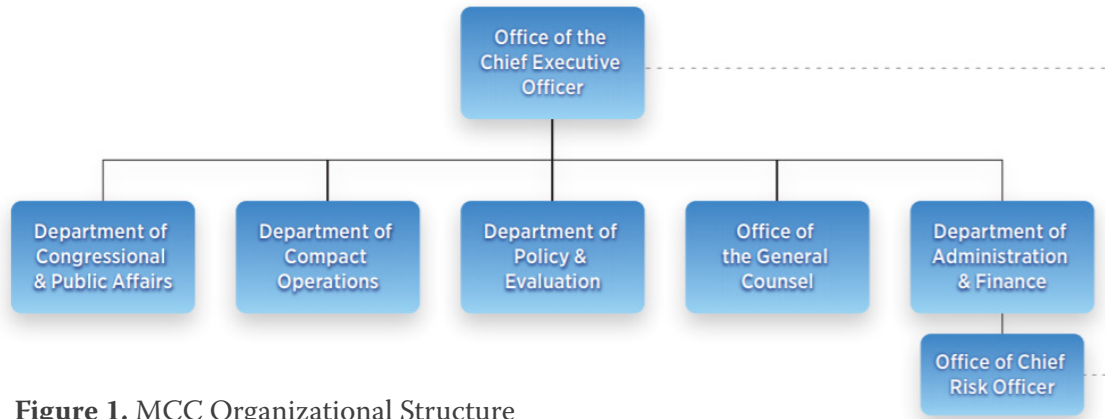 Office of the
Chief Executive
Officer
Department of
Congressional
& Public Affairs
Department of
Compact
Operations
Department of
Policy &
Evaluation
Office of
the General
Counsel
Department of
Administration
& Finance
Office of Chief
Risk Officer
Figure 1. MCC Organizational Structure